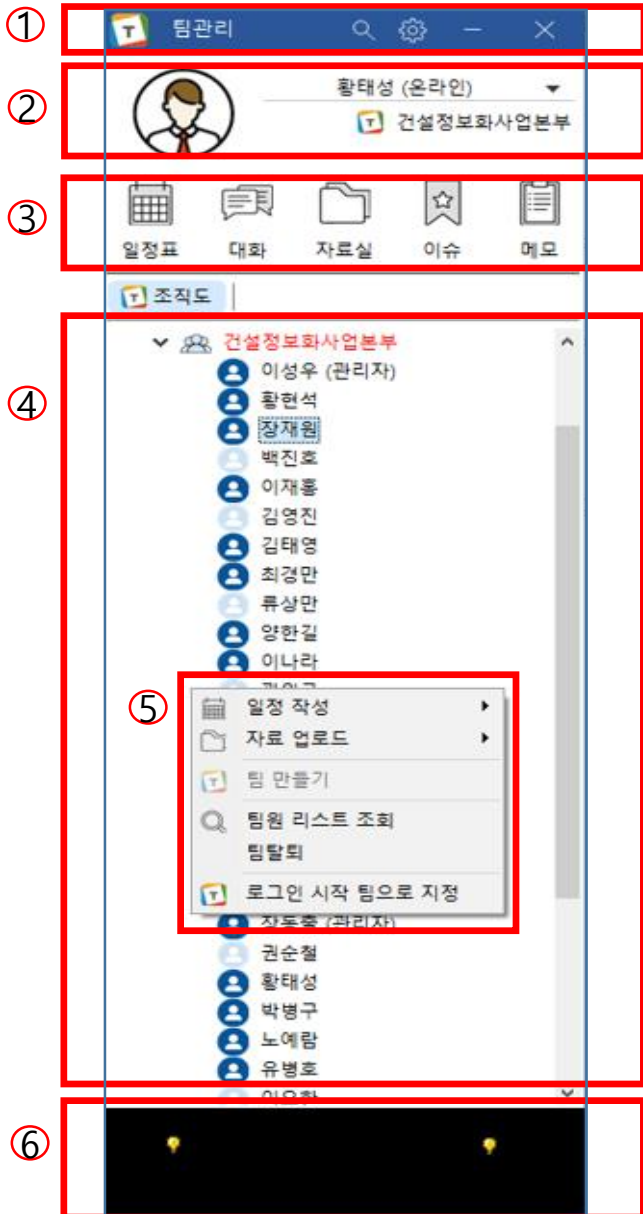 ① 팀관리
② 황태성 (온라인)
건설정보화사업본부
③ 일정표 대화 자료실 이슈 메모
조직도
④ 건설정보화사업본부
이성우 (관리자)
황현석
장재원
백진호
이재홍
김영진
김태영
최경만
류상만
양한길
이나라
⑤ 일정 작성
자료 업로드
팀 만들기
팀원 리스트 조회
팀탈퇴
로그인 시작 팀으로 지정
(관리자)
권순철
황태성
박병구
노예람
유병호
⑥